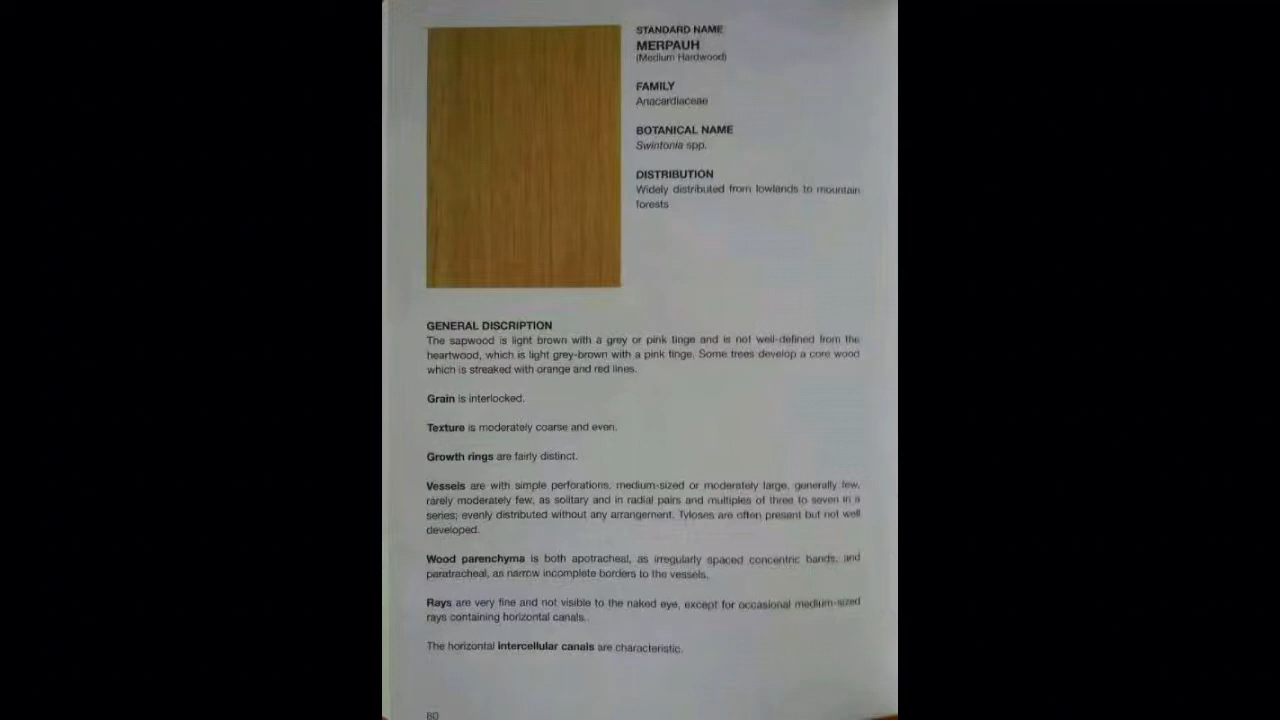 STANDARD NAME
MERPAUH
(Medium Hardwood)
FAMILY
Anacardiaceae
BOTANICAL NAME
Swintonia spp.
DISTRIBUTION
Widely distributed from lowlands to mountain
forests
GENERAL DISCRIPTION
The sapwood is light brown with a grey or pink tinge and is not well-defined from the
heartwood, which is light grey-brown with a pink tinge. Some trees develop a core wood
which is streaked with orange and red lines.
Grain is interlocked.
Texture is moderately coarse and even.
Growth rings are fairly distinct.
Vessels are with simple perforations, medium-sized or moderately large, generally few,
rarely moderately few, as solitary and in radial pairs and multiples of three to seven in a
series; evenly distributed without any arrangement. Tyloses are often present but not well
developed.
Wood parenchyma is both apotracheal, as irregularly spaced concentric bands, and
paratracheal, as narrow incomplete borders to the vessels.
Rays are very fine and not visible to the naked eye, except for occasional medium-sized
rays containing horizontal canals.
The horizontal intercellular canals are characteristic.
80